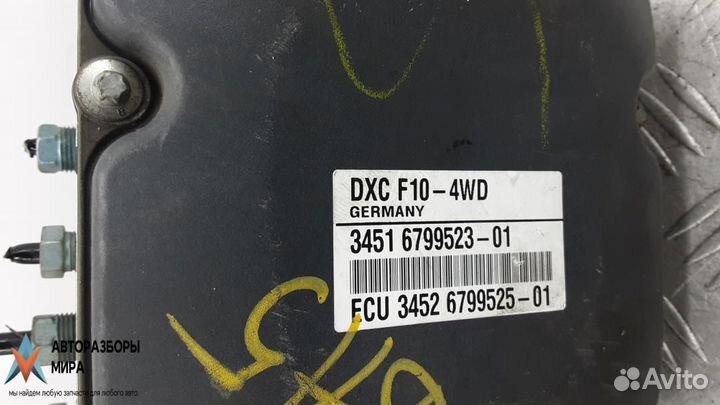 DXC F10-4WD
GERMANY
3451 6799523-01
ECU 3452 6799525-01
АВТОРАЗБОРЫ
МИРА
мы найдем любую запчасти для любого авто.
Avito